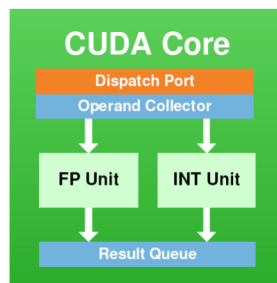 CUDA Core
Dispatch Port
Operand Collector
FP Unit
INT Unit
Result Queue